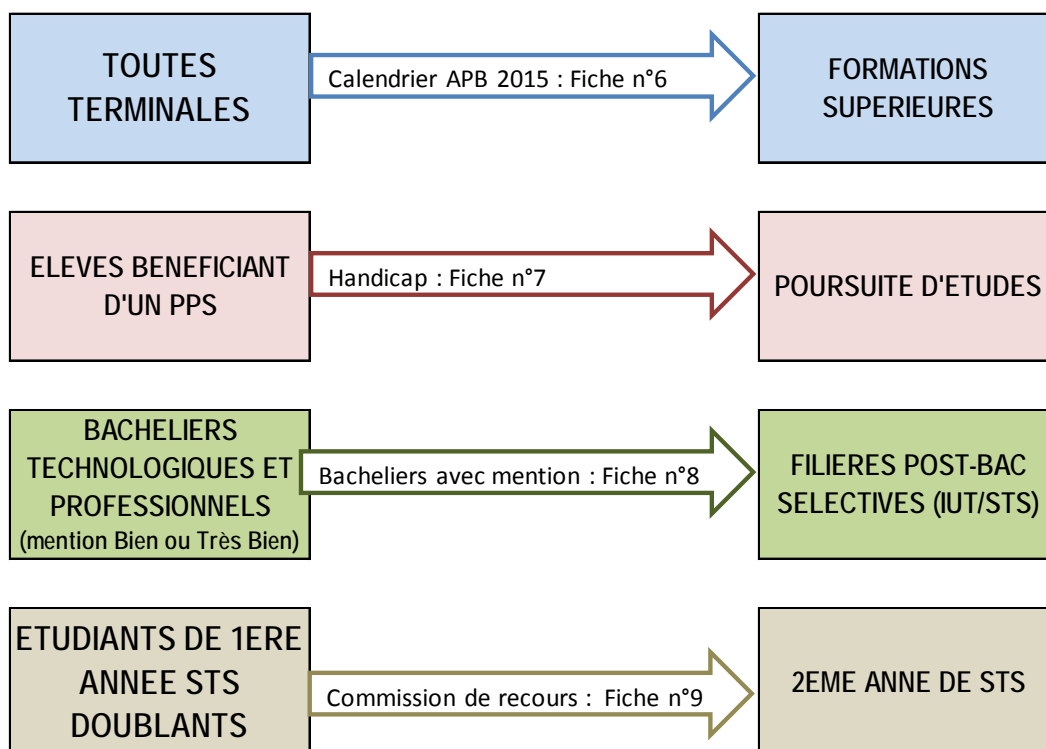 TOUTES
TERMINALES
Calendrier APB 2015 : Fiche n°6
FORMATIONS
SUPERIEURES
ELEVES BENEFICIANT
D'UN PPS
Handicap : Fiche n°7
POURSUITE D'ETUDES
BACHELIERS
TECHNOLOGIQUES ET
PROFESSIONNELS
(mention Bien ou Très Bien)
Bacheliers avec mention : Fiche n°8
FILIERES POST-BAC
SELECTIVES (IUT/STS)
ETUDIANTS DE 1ERE
ANNEE STS
DOUBLANTS
Commission de recours : Fiche n°9
2EME ANNE DE STS